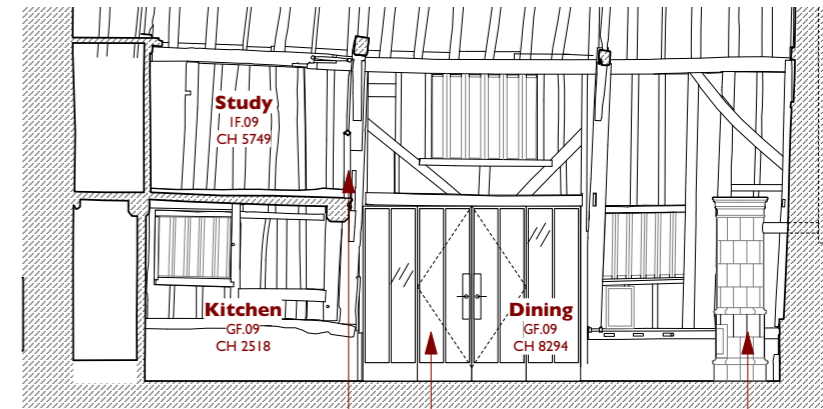 Study
1F.09
CH 5749
Kitchen
GF.09
CH 2518
Dining
GF.09
CH 8294